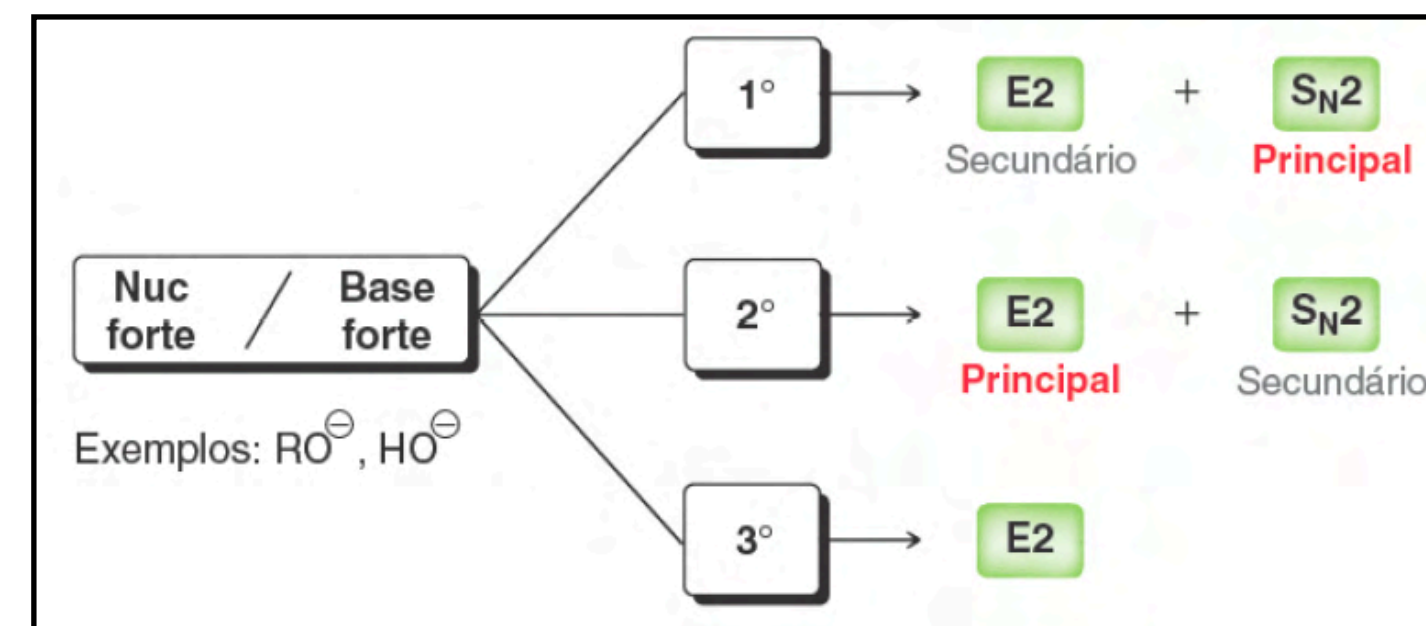 1° E2 + SN2
Secundário Principal
Nuc / Base
forte forte
2° E2 + SN2
Principal Secundário
Exemplos: RO⊖, HO⊖
3° E2